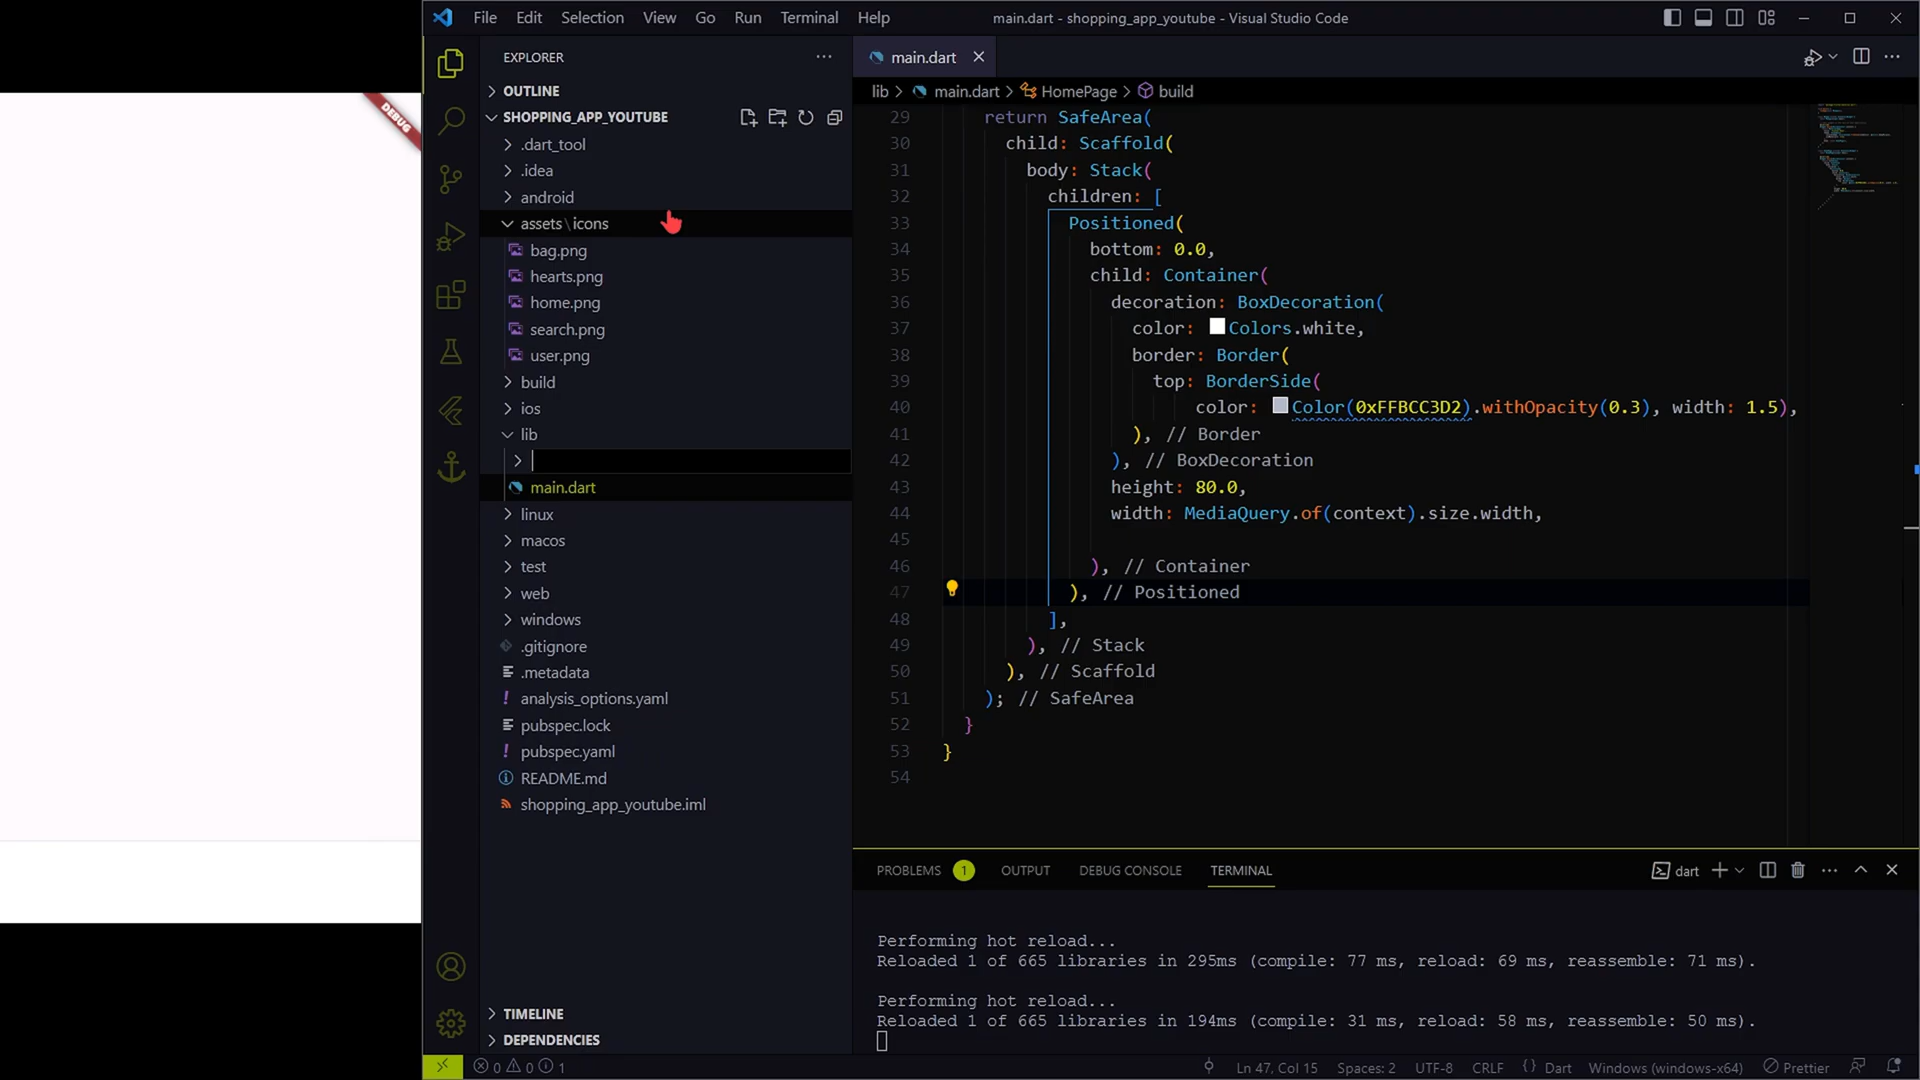 File Edit Selection View Go Run Terminal Help
main.dart - shopping_app_youtube - Visual Studio Code
DEBUG
EXPLORER
OUTLINE
SHOPPING_APP_YOUTUBE
.dart_tool
.idea
android
assets\icons
bag.png
hearts.png
home.png
search.png
user.png
build
ios
lib
main.dart
linux
macos
test
web
windows
.gitignore
.metadata
analysis_options.yaml
pubspec.lock
pubspec.yaml
README.md
shopping_app_youtube.iml
TIMELINE
DEPENDENCIES
main.dart
lib > main.dart > HomePage > build
29 return SafeArea(
30 child: Scaffold(
31 body: Stack(
32 children: [
33 Positioned(
34 bottom: 0.0,
35 child: Container(
36 decoration: BoxDecoration(
37 color: Colors.white,
38 border: Border(
39 top: BorderSide(
40 color: Color(0xFFBCC3D2).withOpacity(0.3), width: 1.5),
41 ), // Border
42 ), // BoxDecoration
43 height: 80.0,
44 width: MediaQuery.of(context).size.width,
45
46 ), // Container
47 ), // Positioned
48 ],
49 ), // Stack
50 ), // Scaffold
51 ); // SafeArea
52 }
53 }
54
PROBLEMS 1 OUTPUT DEBUG CONSOLE TERMINAL
dart
Performing hot reload...
Reloaded 1 of 665 libraries in 295ms (compile: 77 ms, reload: 69 ms, reassemble: 71 ms).
Performing hot reload...
Reloaded 1 of 665 libraries in 194ms (compile: 31 ms, reload: 58 ms, reassemble: 50 ms).
0 0 1
Ln 47, Col 15 Spaces: 2 UTF-8 CRLF {} Dart Windows (windows-x64) Prettier